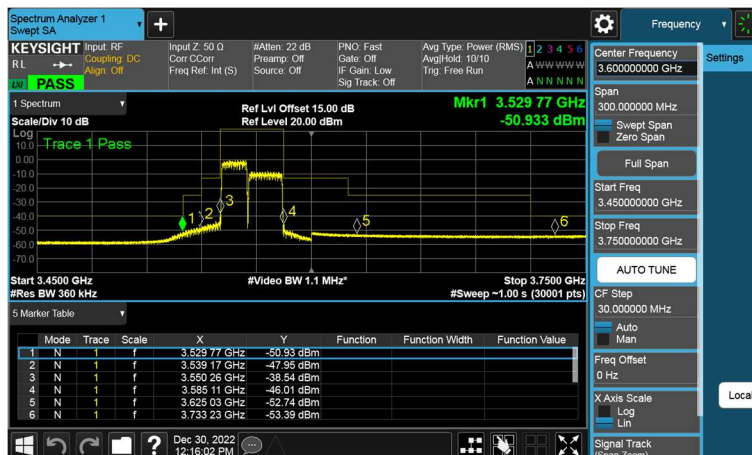 Spectrum Analyzer 1
Swept SA
Frequency
KEYSIGHT
RL
LXI
PASS
Input: RF
Coupling: DC
Align: Off
Input Z: 50 Ω
Corr CCorr
Freq Ref: Int (S)
#Atten: 22 dB
Preamp: Off
Source: Off
PNO: Fast
Gate: Off
IF Gain: Low
Sig Track: Off
Avg Type: Power (RMS)
Avg|Hold: 10/10
Trig: Free Run
1 2 3 4 5 6
A W W W W W
A N N N N N
1 Spectrum
Scale/Div 10 dB
Ref Lvl Offset 15.00 dB
Ref Level 20.00 dBm
Mkr1 3.529 77 GHz
-50.933 dBm
Log
Trace 1 Pass
10.0
0.00
-10.0
-20.0
-30.0
-40.0
-50.0
-60.0
-70.0
1
2
3
4
5
6
Start 3.4500 GHz
#Res BW 360 kHz
#Video BW 1.1 MHz*
Stop 3.7500 GHz
#Sweep ~1.00 s (30001 pts)
5 Marker Table
Mode Trace Scale X Y Function Function Width Function Value
1 N 1 f 3.529 77 GHz -50.93 dBm
2 N 1 f 3.539 17 GHz -47.95 dBm
3 N 1 f 3.550 26 GHz -38.54 dBm
4 N 1 f 3.585 11 GHz -46.01 dBm
5 N 1 f 3.625 03 GHz -52.74 dBm
6 N 1 f 3.733 23 GHz -53.39 dBm
?
Dec 30, 2022
12:16:02 PM
Center Frequency
3.600000000 GHz
Settings
Span
300.000000 MHz
Swept Span
Zero Span
Full Span
Start Freq
3.450000000 GHz
Stop Freq
3.750000000 GHz
AUTO TUNE
CF Step
30.000000 MHz
Auto
Man
Freq Offset
0 Hz
X Axis Scale
Log
Lin
Local
Signal Track
(Span Zoom)